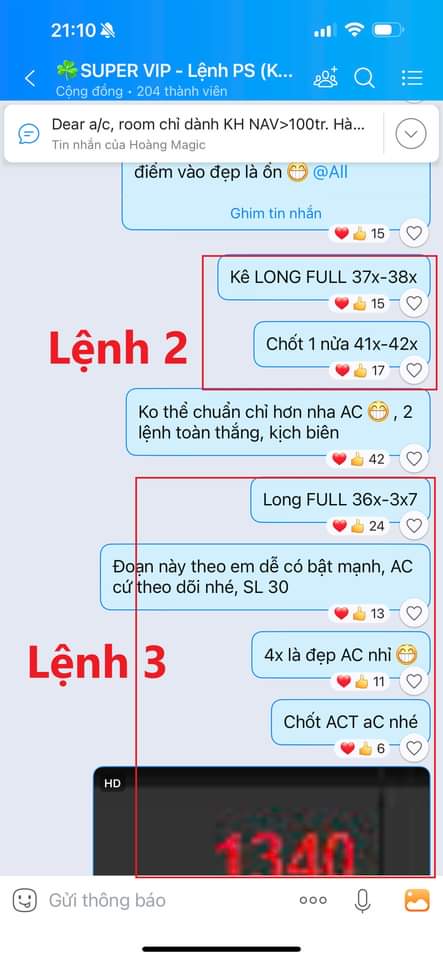 21:10
☘️SUPER VIP - Lệnh PS (K...
Cộng đồng • 204 thành viên
Dear a/c, room chỉ dành KH NAV>100tr. Hà...
Tin nhắn của Hoàng Magic
điểm vào đẹp là ổn 😁 @All
Ghim tin nhắn
❤️👍 15
Kê LONG FULL 37x-38x
❤️👍 15
Lệnh 2
Chốt 1 nửa 41x-42x
❤️👍 17
Ko thể chuẩn chỉ hơn nha AC 😁 , 2
lệnh toàn thắng, kịch biên
❤️👍 42
Long FULL 36x-3x7
❤️👍 24
Đoạn này theo em dễ có bật mạnh, AC
cứ theo dõi nhé, SL 30
❤️👍 13
Lệnh 3
4x là đẹp AC nhỉ 😁
❤️👍 11
Chốt ACT aC nhé
❤️👍 6
HD
1340
Gửi thông báo